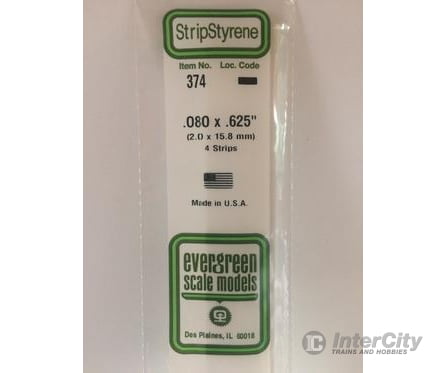 StripStyrene
Item No. Loc. Code
374
.080 x .625"
(2.0 x 15.8 mm)
4 Strips
Made in U.S.A.
evergreen
scale models
Des Plaines, IL 60018
InterCity
TRAINS AND HOBBIES